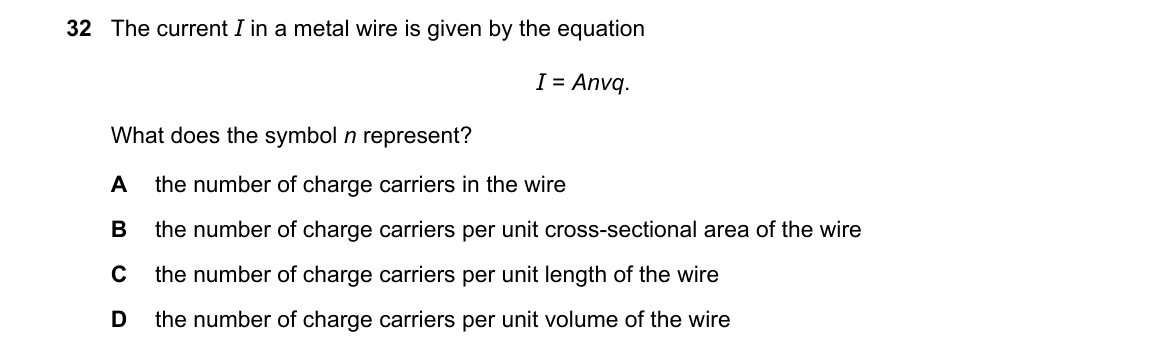 32 The current I in a metal wire is given by the equation
I = Anvq.
What does the symbol n represent?
A the number of charge carriers in the wire
B the number of charge carriers per unit cross-sectional area of the wire
C the number of charge carriers per unit length of the wire
D the number of charge carriers per unit volume of the wire